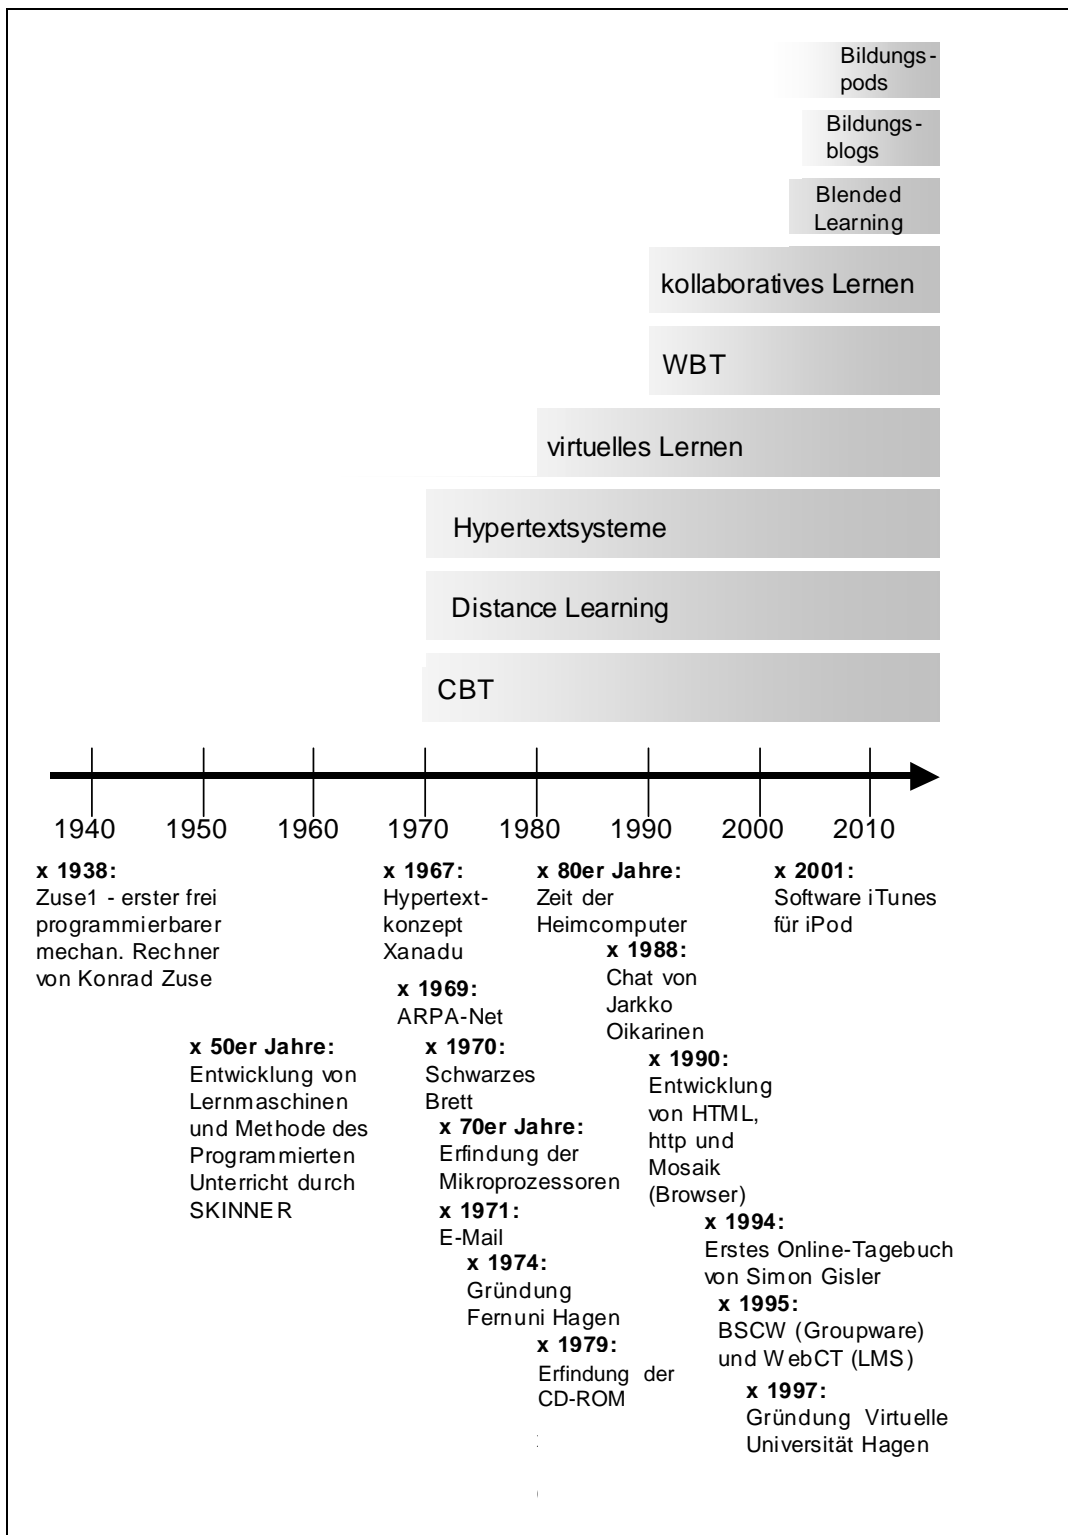 Bildungs-
pods
Bildungs-
blogs
Blended
Learning
kollaboratives Lernen
WBT
virtuelles Lernen
Hypertextsysteme
Distance Learning
CBT
1940 1950 1960 1970 1980 1990 2000 2010
x 1938:
Zuse1 - erster frei
programmierbarer
mechan. Rechner
von Konrad Zuse
x 50er Jahre:
Entwicklung von
Lernmaschinen
und Methode des
Programmierten
Unterricht durch
SKINNER
x 1967:
Hypertext-
konzept
Xanadu
x 1969:
ARPA-Net
x 1970:
Schwarzes
Brett
x 70er Jahre:
Erfindung der
Mikroprozessoren
x 1971:
E-Mail
x 1974:
Gründung
Fernuni Hagen
x 1979:
Erfindung der
CD-ROM
x 80er Jahre:
Zeit der
Heimcomputer
x 1988:
Chat von
Jarkko
Oikarinen
x 1990:
Entwicklung
von HTML,
http und
Mosaik
(Browser)
x 1994:
Erstes Online-Tagebuch
von Simon Gisler
x 1995:
BSCW (Groupware)
und WebCT (LMS)
x 1997:
Gründung Virtuelle
Universität Hagen
x 2001:
Software iTunes
für iPod